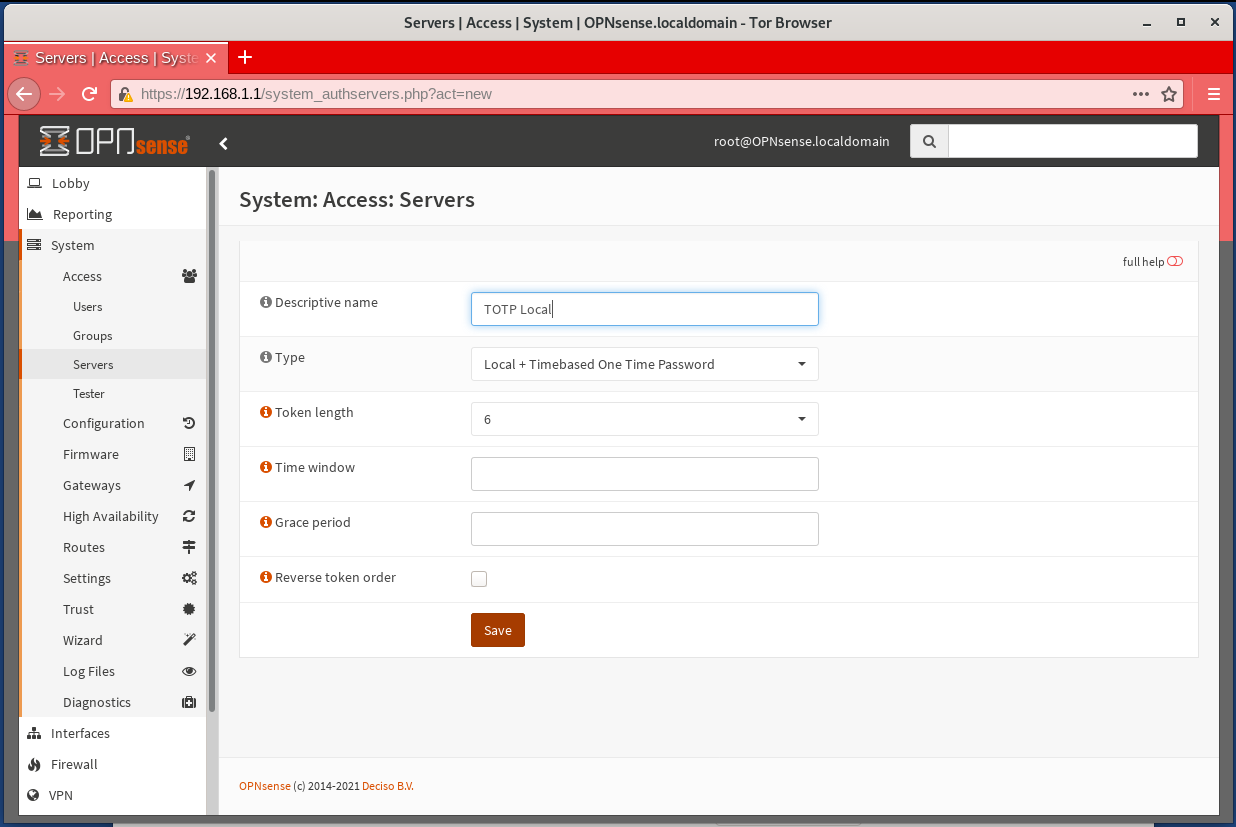 Servers | Access | System | OPNsense.localdomain - Tor Browser
Servers | Access | Syste
https://192.168.1.1/system_authservers.php?act=new
OPNsense
root@OPNsense.localdomain
Lobby
Reporting
System
Access
Users
Groups
Servers
Tester
Configuration
Firmware
Gateways
High Availability
Routes
Settings
Trust
Wizard
Log Files
Diagnostics
Interfaces
Firewall
VPN
System: Access: Servers
full help
Descriptive name
TOTP Local
Type
Local + Timebased One Time Password
Token length
6
Time window
Grace period
Reverse token order
Save
OPNsense (c) 2014-2021 Deciso B.V.